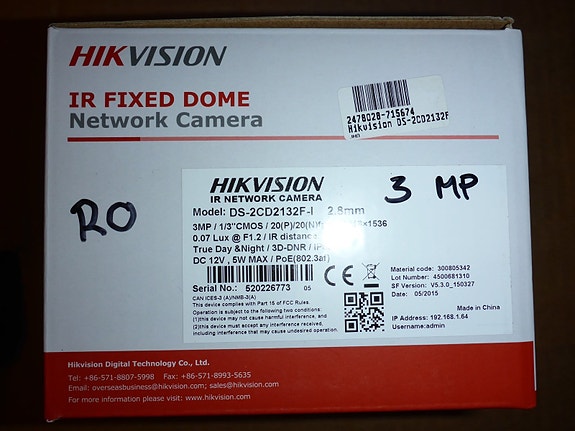 HIKVISION
IR FIXED DOME
Network Camera
2478028-715674
Hikvision DS-2CD2132F
HIKVISION
IR NETWORK CAMERA
Model: DS-2CD2132F-I 2.8mm
3 MP
RO
3MP / 1/3"CMOS / 20(P)/20(N)
0.07 Lux @ F1.2 / IR distance
True Day &Night / 3D-DNR
DC 12V , 5W MAX / PoE(802.3af)
Serial No.: 520226773 05
CAN ICES-3 (A)/NMB-3(A)
This device complies with Part 15 of FCC Rules.
Operation is subject to the following two conditions:
(1)this device may not cause harmful interference, and
(2)this device must accept any interference received,
including interference that may cause undesired operation.
CE
Material code: 300805342
Lot Number: 4500681310
SF Version: V5.3.0_150327
Date: 05/2015
Made in China
IP Address: 192.168.1.64
Username:admin
Hikvision Digital Technology Co., Ltd.
Tel: +86-571-8807-5998 Fax: +86-571-8993-5635
Email: overseasbusiness@hikvision.com; sales@hikvision.com
For more information please visit: www.hikvision.com